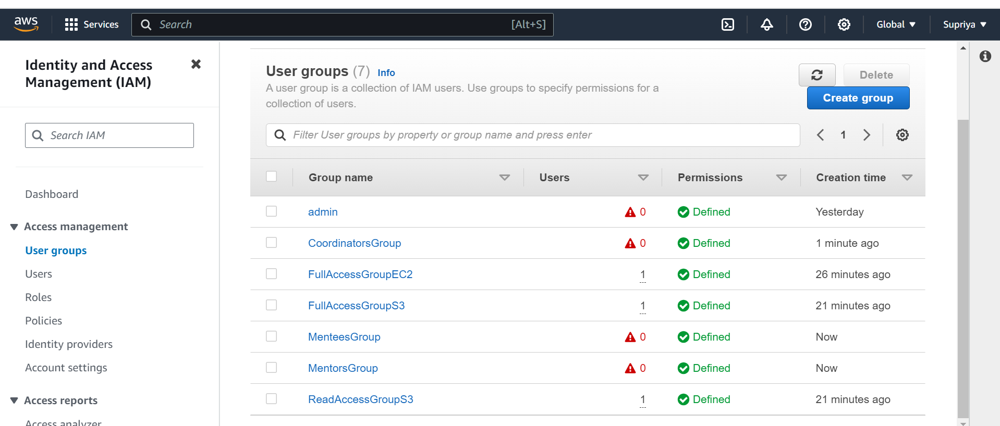 aws Services Search [Alt+S] Global Supriya
Identity and Access
Management (IAM)
Search IAM
Dashboard
Access management
User groups
Users
Roles
Policies
Identity providers
Account settings
Access reports
Access analyzer
User groups (7) Info
A user group is a collection of IAM users. Use groups to specify permissions for a
collection of users.
Delete
Create group
Filter User groups by property or group name and press enter
1
Group name Users Permissions Creation time
admin 0 Defined Yesterday
CoordinatorsGroup 0 Defined 1 minute ago
FullAccessGroupEC2 1 Defined 26 minutes ago
FullAccessGroupS3 1 Defined 21 minutes ago
MenteesGroup 0 Defined Now
MentorsGroup 0 Defined Now
ReadAccessGroupS3 1 Defined 21 minutes ago